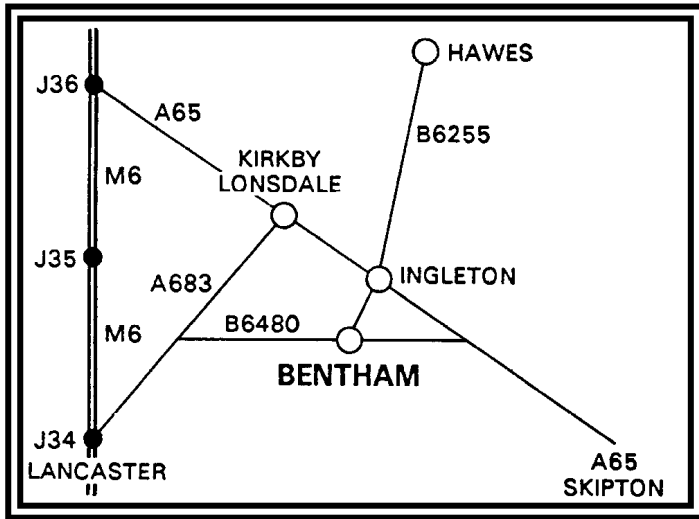 HAWES
J36
A65
B6255
KIRKBY
LONSDALE
M6
J35
INGLETON
A683
B6480
M6
BENTHAM
J34
LANCASTER
A65
SKIPTON